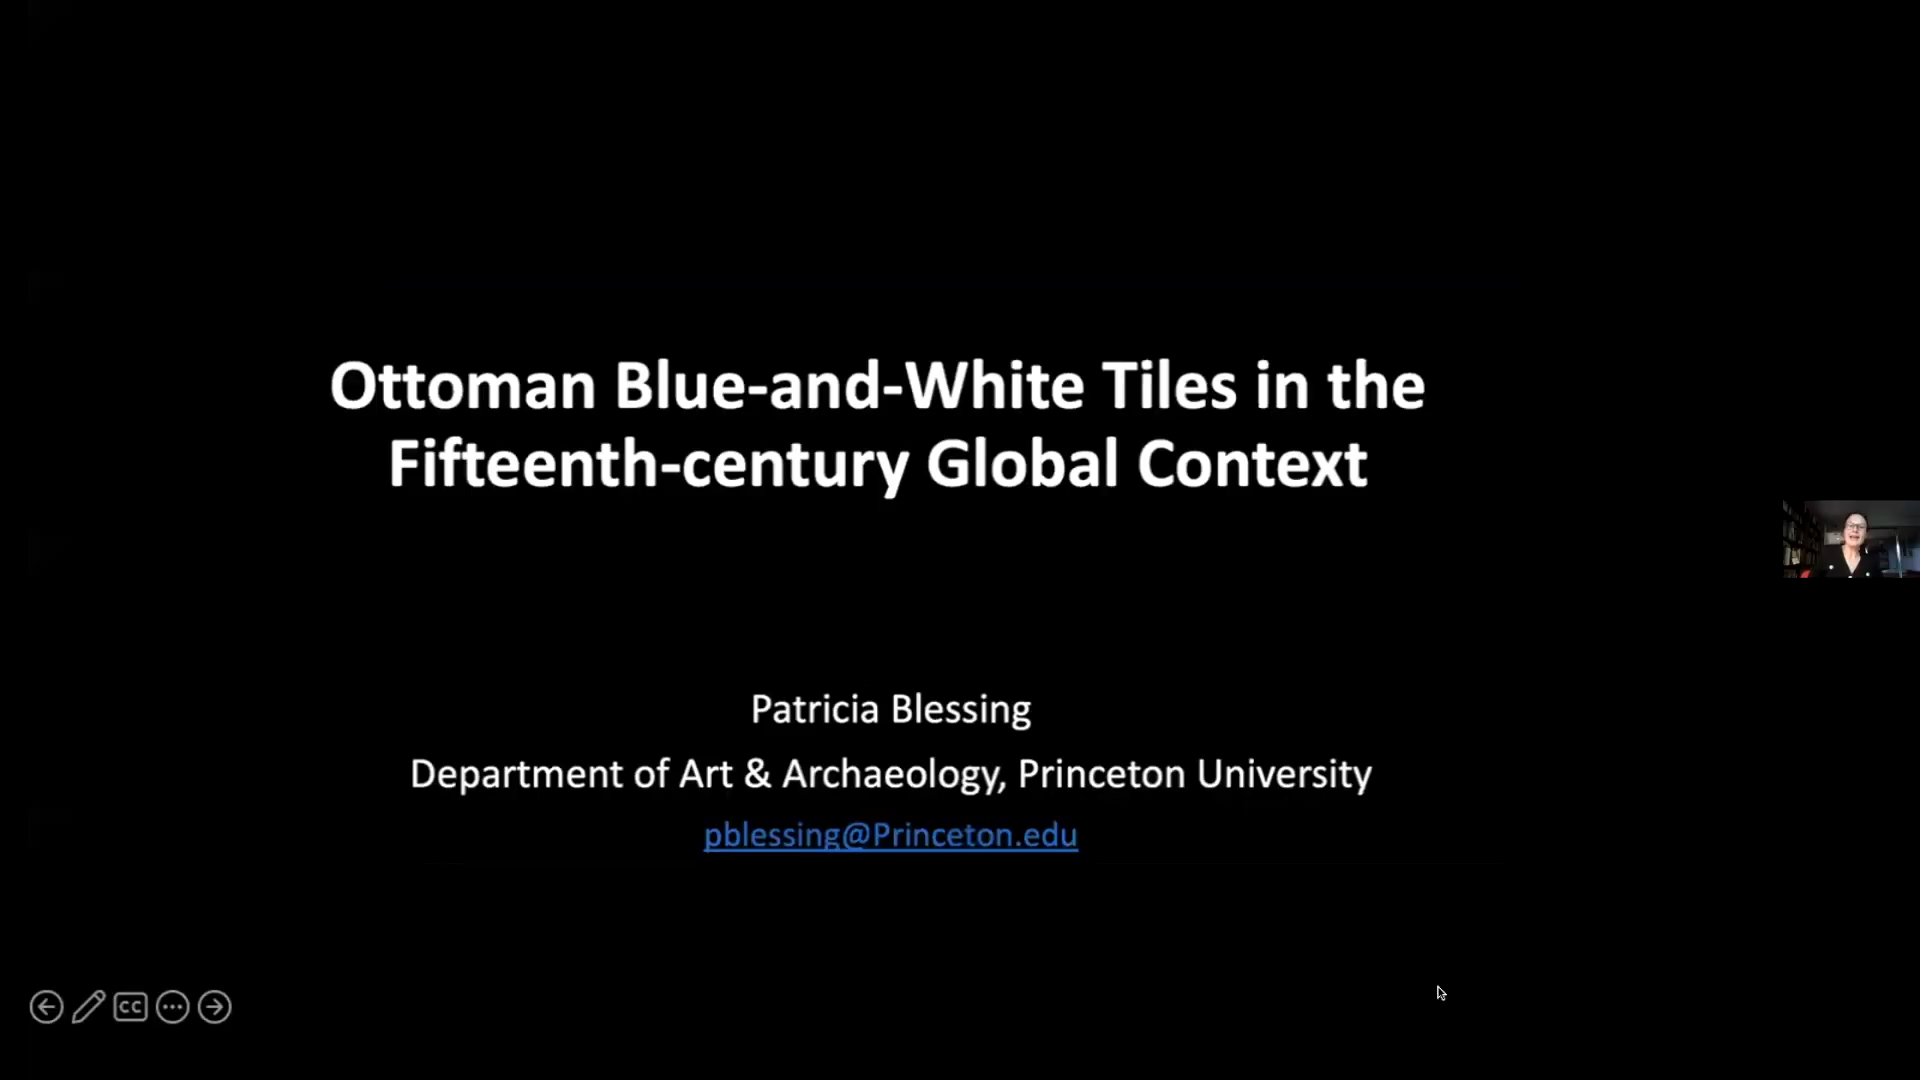 Ottoman Blue-and-White Tiles in the
Fifteenth-century Global Context
Patricia Blessing
Department of Art & Archaeology, Princeton University
pblessing@Princeton.edu
CC